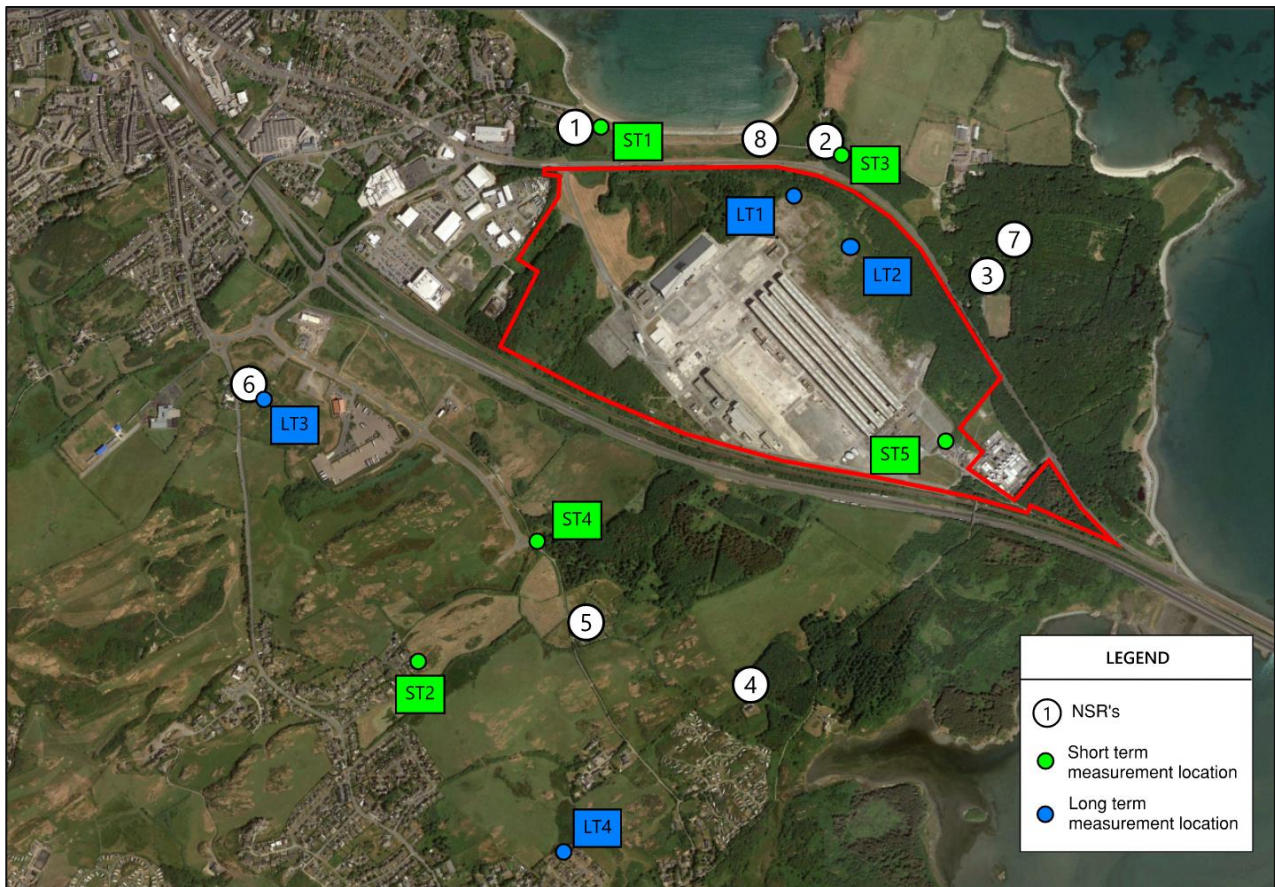 1
ST1
8
2
ST3
LT1
7
LT2
3
6
LT3
ST5
ST4
5
ST2
4
LT4
LEGEND
1 NSR's
Short term
measurement location
Long term
measurement location